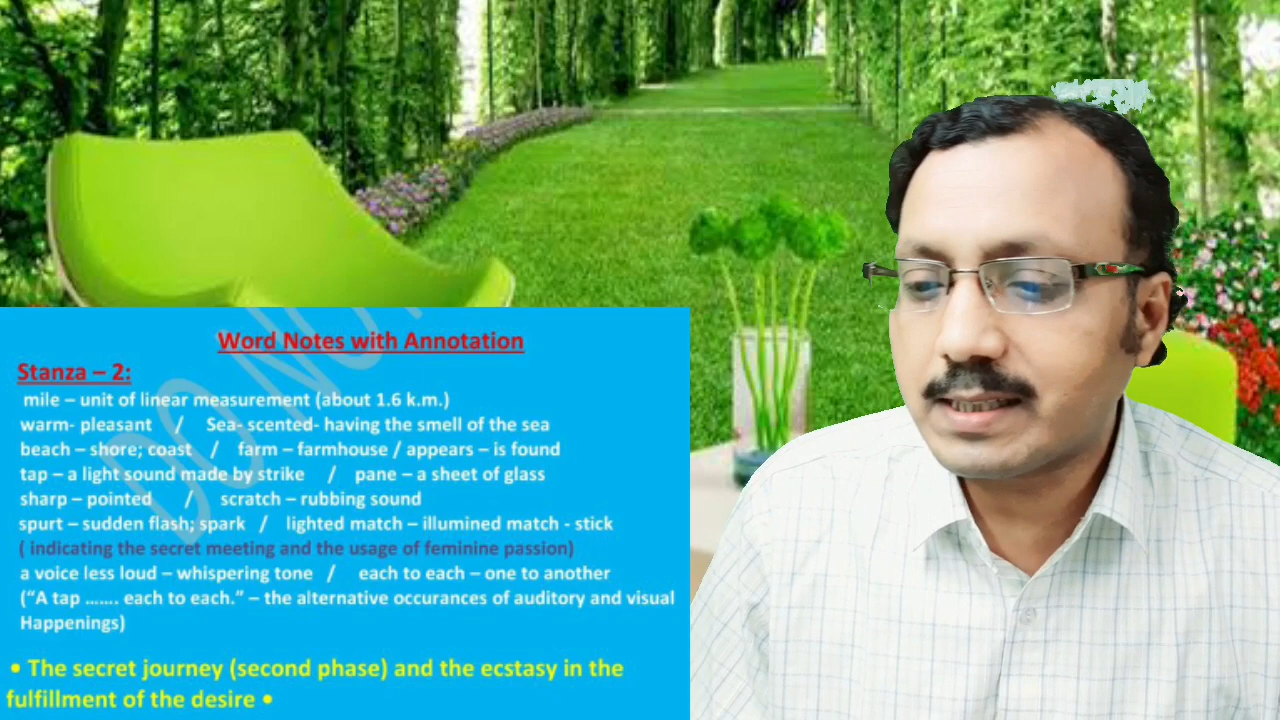 Word Notes with Annotation
Stanza – 2:
mile – unit of linear measurement (about 1.6 k.m.)
warm- pleasant / Sea- scented- having the smell of the sea
beach – shore; coast / farm – farmhouse / appears – is found
tap – a light sound made by strike / pane – a sheet of glass
sharp – pointed / scratch – rubbing sound
spurt – sudden flash; spark / lighted match – illumined match - stick
( indicating the secret meeting and the usage of feminine passion)
a voice less loud – whispering tone / each to each – one to another
(“A tap ……. each to each.” – the alternative occurances of auditory and visual
Happenings)
• The secret journey (second phase) and the ecstasy in the
fulfillment of the desire •
DO NO